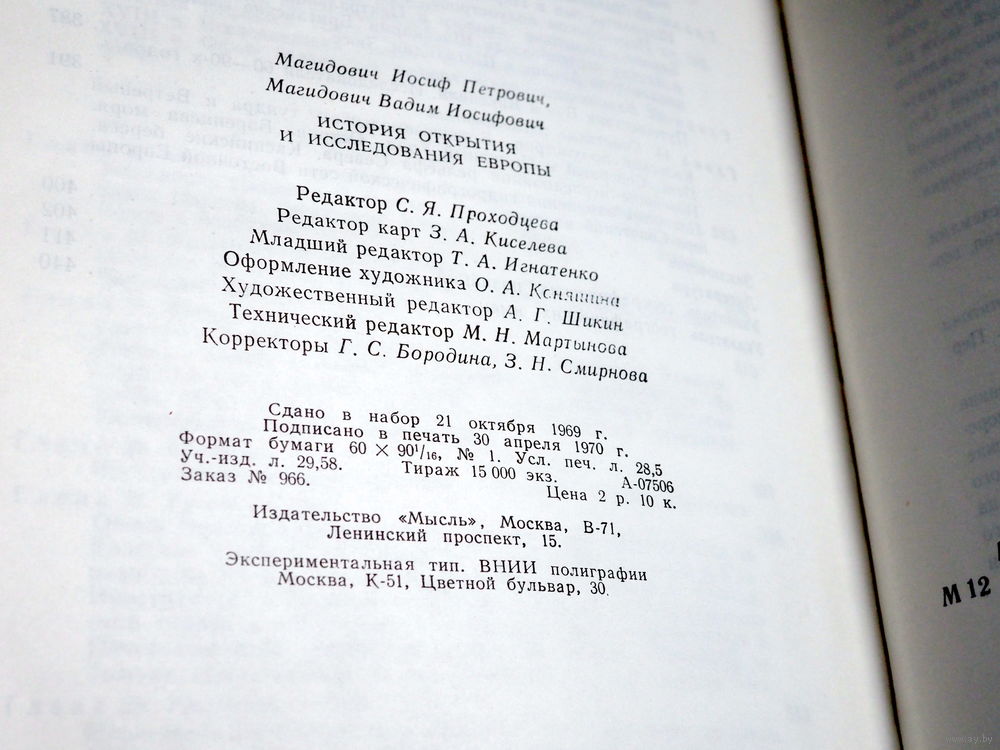 Магидович Иосиф Петрович,
Магидович Вадим Иосифович
ИСТОРИЯ ОТКРЫТИЯ
И ИССЛЕДОВАНИЯ ЕВРОПЫ
Редактор С. Я. Проходцева
Редактор карт З. А. Киселева
Младший редактор Т. А. Игнатенко
Оформление художника О. А.
Художественный редактор А. Г. Шикин
Технический редактор М. Н. Мартынова
Корректоры Г. С. Бородина, З. Н. Смирнова
Сдано в набор 21 октября 1969 г.
Подписано в печать 30 апреля 1970 г.
Формат бумаги 60 × 90¹/₁₆, № 1. Усл. печ. л. 28,5
Уч.-изд. л. 29,58. Тираж 15 000 экз. А-07506
Заказ № 966. Цена 2 р. 10 к.
Издательство «Мысль», Москва, В-71,
Ленинский проспект, 15.
Экспериментальная тип. ВНИИ полиграфии
Москва, К-51, Цветной бульвар, 30.
М 12
www.ay.by